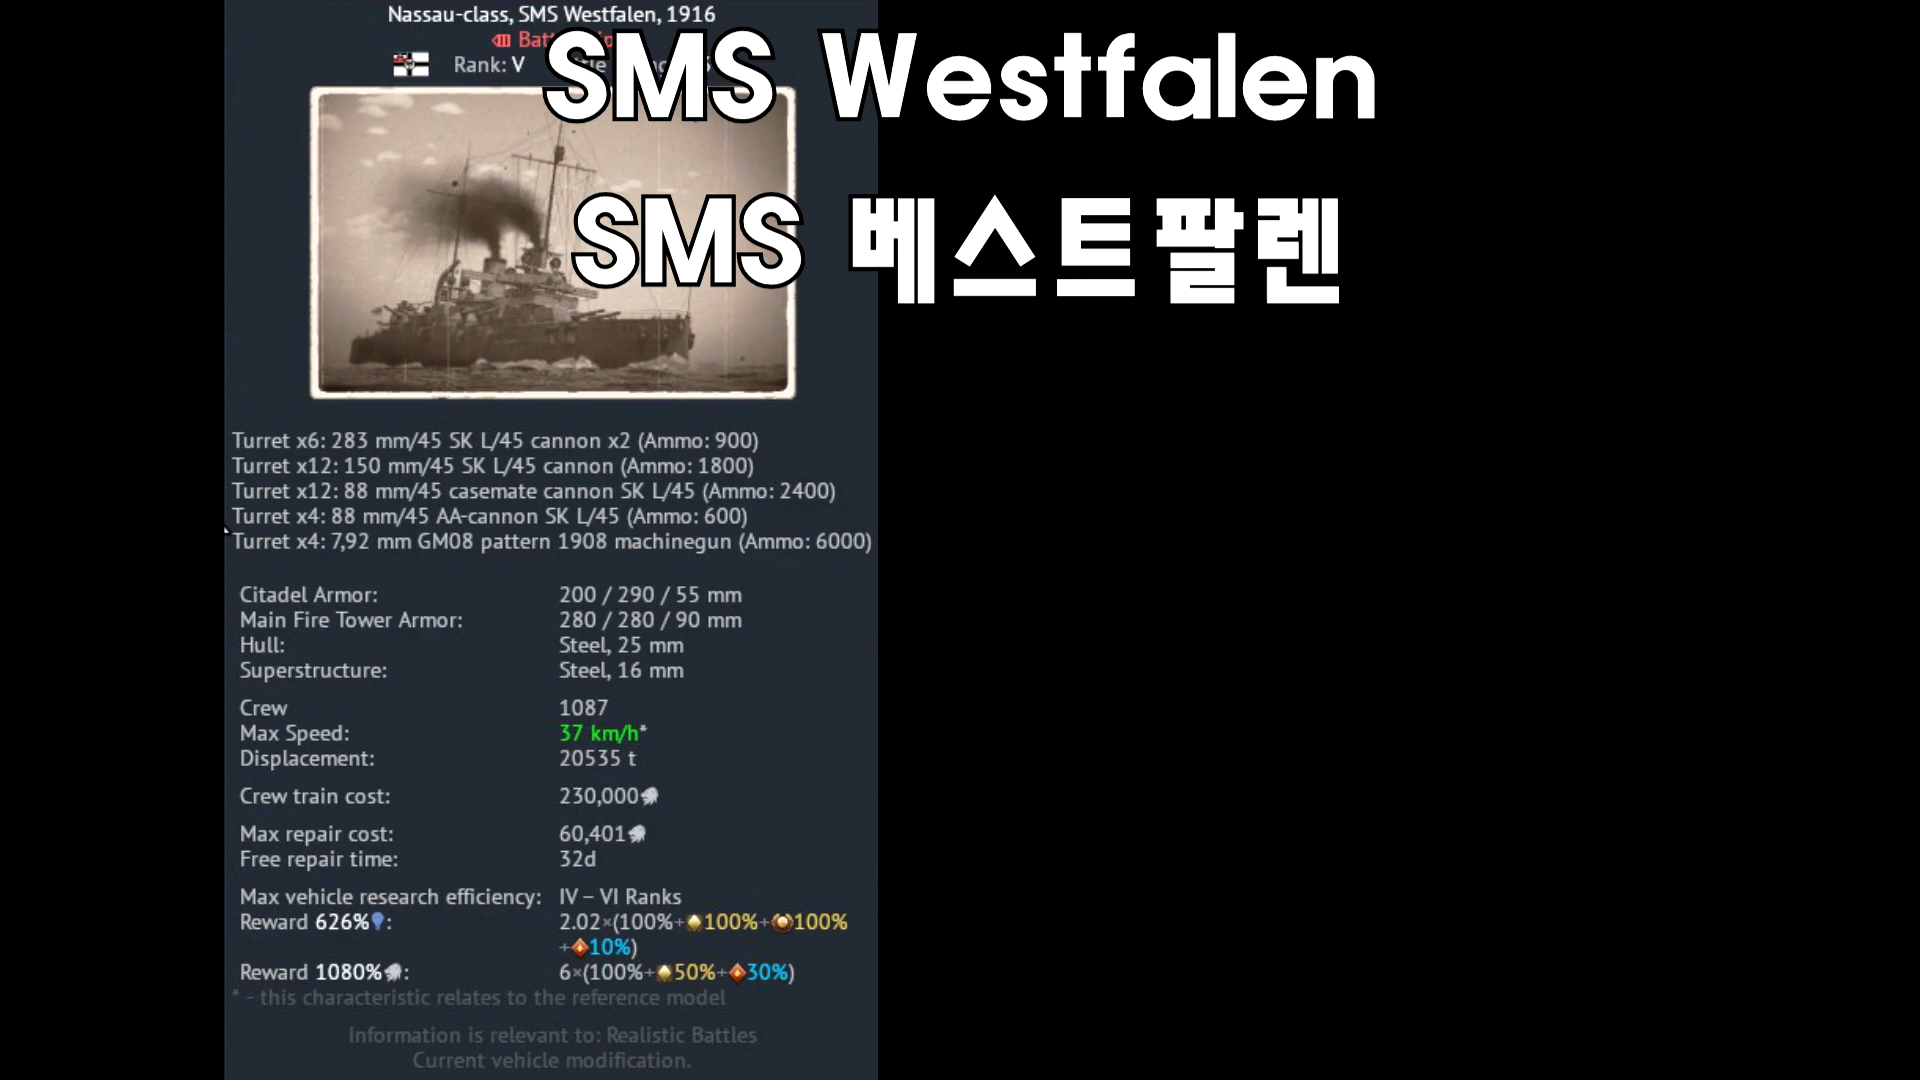 Nassau-class, SMS Westfalen, 1916
SMS Westfalen
Rank: V
SMS 베스트팔렌
Turret x6: 283 mm/45 SK L/45 cannon x2 (Ammo: 900)
Turret x12: 150 mm/45 SK L/45 cannon (Ammo: 1800)
Turret x12: 88 mm/45 casemate cannon SK L/45 (Ammo: 2400)
Turret x4: 88 mm/45 AA-cannon SK L/45 (Ammo: 600)
Turret x4: 7,92 mm GM08 pattern 1908 machinegun (Ammo: 6000)
Citadel Armor: 200 / 290 / 55 mm
Main Fire Tower Armor: 280 / 280 / 90 mm
Hull: Steel, 25 mm
Superstructure: Steel, 16 mm
Crew 1087
Max Speed: 37 km/h*
Displacement: 20535 t
Crew train cost: 230,000
Max repair cost: 60,401
Free repair time: 32d
Max vehicle research efficiency: IV – VI Ranks
Reward 626%: 2.02×(100%+100%+100%
+10%)
Reward 1080%: 6×(100%+50%+30%)
* - this characteristic relates to the reference model
Information is relevant to: Realistic Battles
Current vehicle modification.